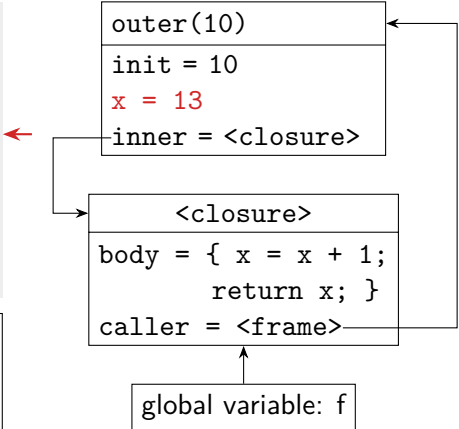 outer(10)
init = 10
x = 13
inner = <closure>
<closure>
body = { x = x + 1;
return x; }
caller = <frame>
global variable: f